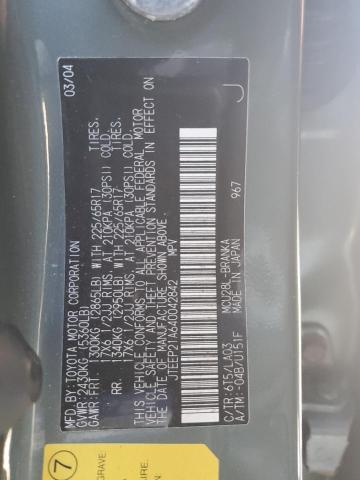 MFD. BY: TOYOTA MOTOR CORPORATION 03/04
GVWR: 2430KG (5360LB)
GAWR: FRT. 1300KG (2865LB) WITH 225/65R17 TIRES.
17X6 1/2JJ RIMS, AT 210KPA (30PSI) COLD.
RR. 1340KG (2950LB) WITH 225/65R17 TIRES.
17X6 1/2JJ RIMS, AT 210KPA (30PSI) COLD.
THIS VEHICLE CONFORMS TO ALL APPLICABLE FEDERAL MOTOR
VEHICLE SAFETY AND THEFT PREVENTION STANDARDS IN EFFECT ON
THE DATE OF MANUFACTURE SHOWN ABOVE.
JTEEP21A640042842
MPV
J
C/TR: 6T5/LA03 MCU28L-BRANKA 967
A/TM: -04B/U151F MADE IN JAPAN
7
GRAVE
IRE.